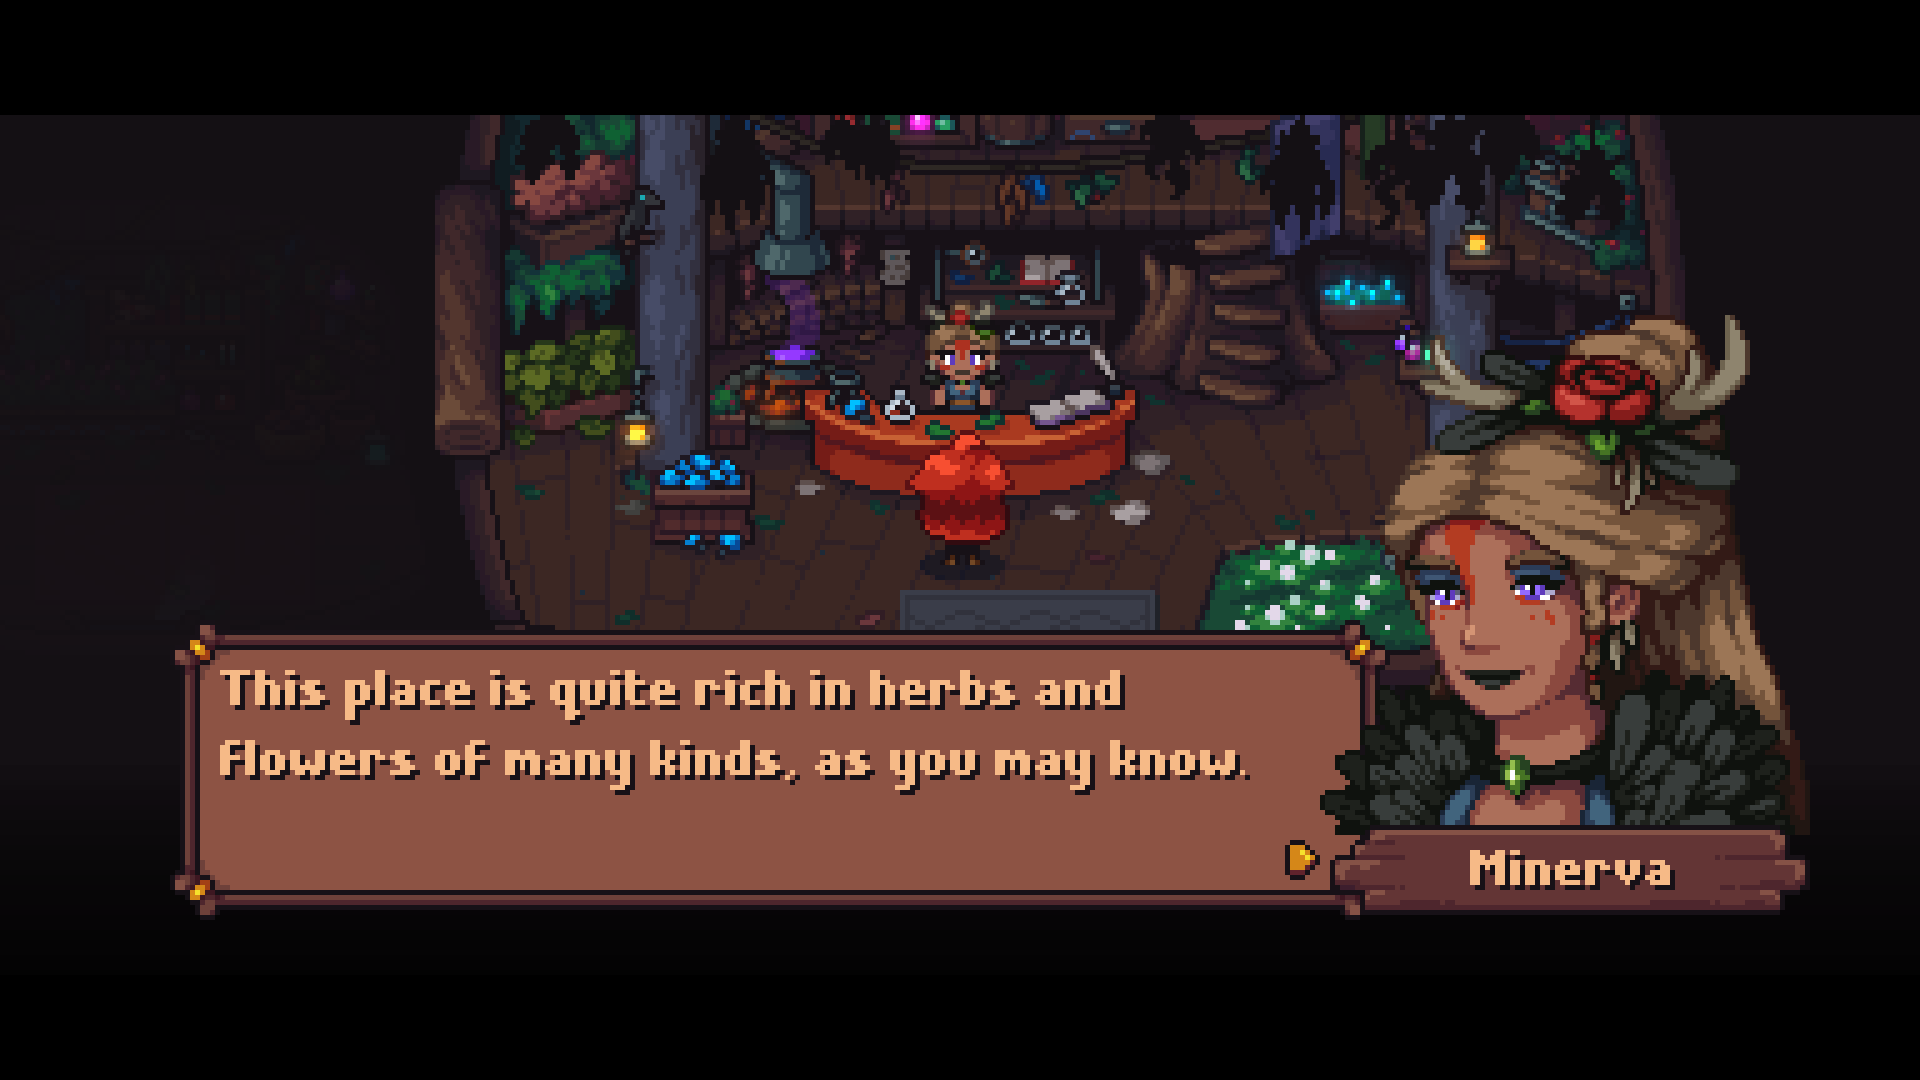 This place is quite rich in herbs and
flowers of many kinds, as you may know.
Minerva